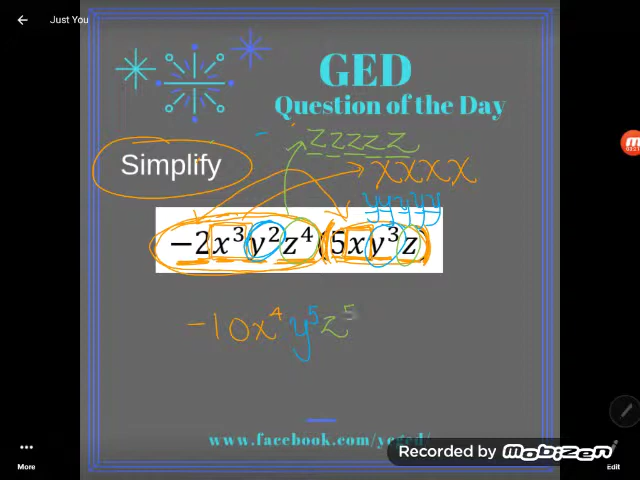 Just You
GED
Question of the Day
zzzzz
Simplify
xxxx
yyyyy
−2x³y²z⁴(5xy³z)
-10x⁴y⁵z⁵
www.facebook.com/ycged/
Recorded by Mobizen
More
Edit